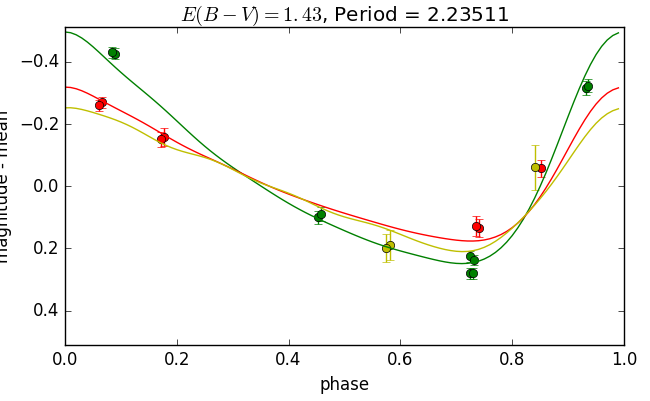 E(B − V) = 1.43, Period = 2.23511
−0.4
−0.2
0.0
0.2
0.4
magnitude - mean
0.0 0.2 0.4 0.6 0.8 1.0
phase